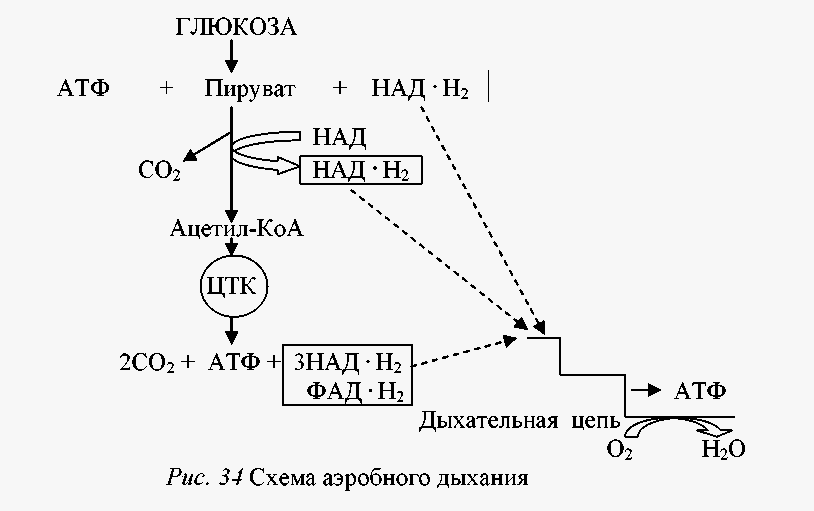 ГЛЮКОЗА
АТФ + Пируват + НАД · H₂
НАД
CO₂
НАД · H₂
Ацетил-КоА
ЦТК
2CO₂ + АТФ + 3НАД · H₂
ФАД · H₂
АТФ
Дыхательная цепь
O₂ H₂O
Рис. 34 Схема аэробного дыхания